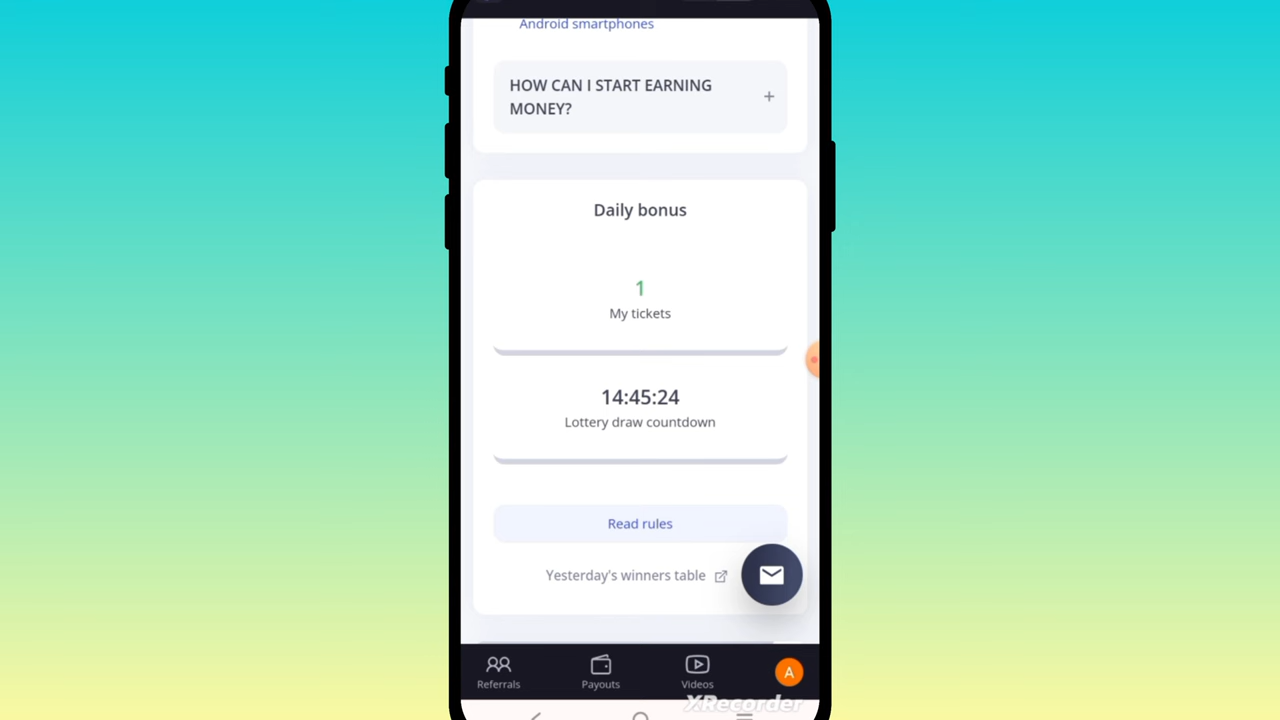 Android smartphones
HOW CAN I START EARNING
MONEY?
+
Daily bonus
1
My tickets
14:45:24
Lottery draw countdown
Read rules
Yesterday's winners table
Referrals
Payouts
Videos
A
XRecorder